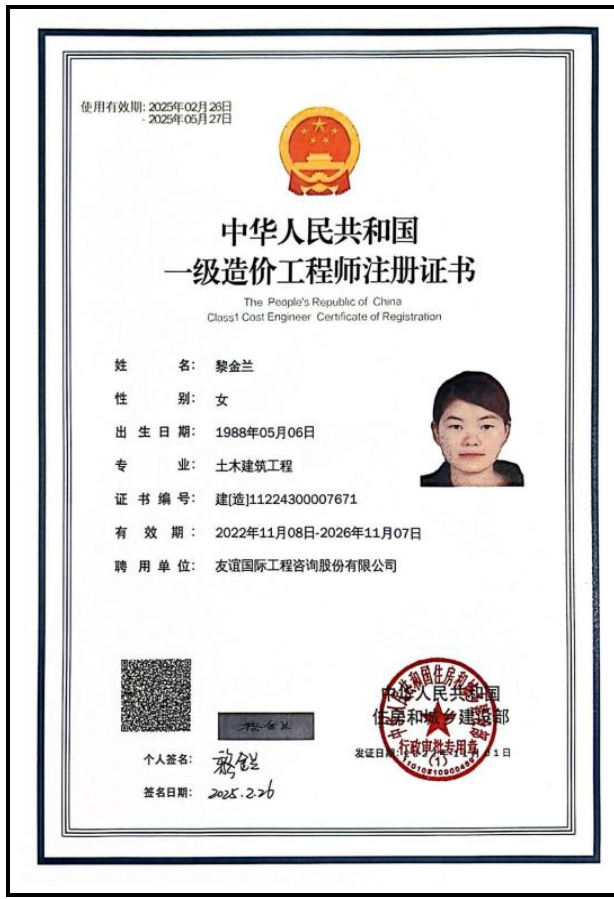 使用有效期: 2025年02月26日
- 2025年05月27日
中华人民共和国
一级造价工程师注册证书
The People's Republic of China
Class1 Cost Engineer Certificate of Registration
姓 名: 黎金兰
性 别: 女
出生日期: 1988年05月06日
专 业: 土木建筑工程
证书编号: 建[造]11224300007671
有 效 期: 2022年11月08日-2026年11月07日
聘用单位: 友谊国际工程咨询股份有限公司
黎金兰
中华人民共和国
住房和城乡建设部
行政审批专用章
(1)
个人签名: 黎金兰
发证日期:
签名日期: 2025.2.26